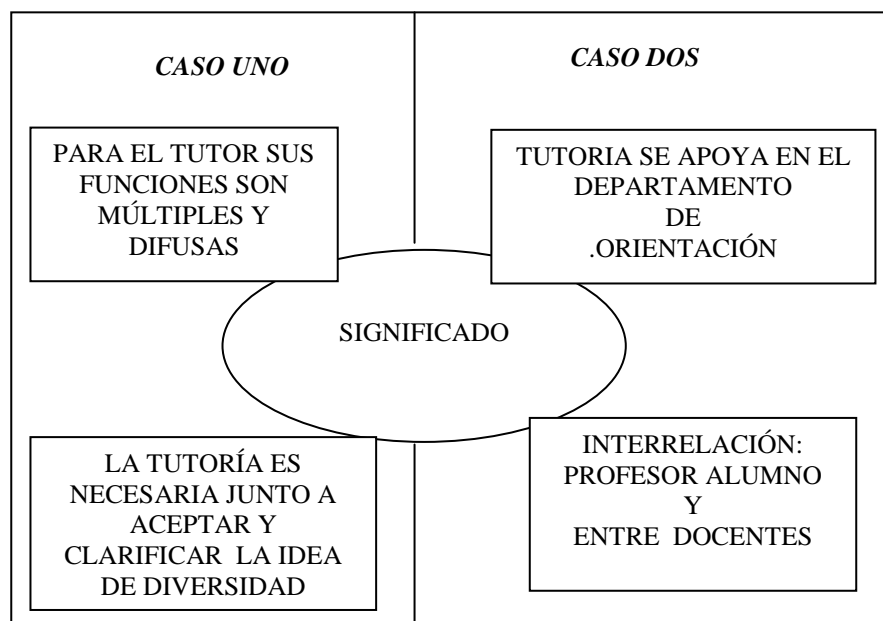 CASO UNO
CASO DOS
PARA EL TUTOR SUS
FUNCIONES SON
MÚLTIPLES Y
DIFUSAS
TUTORIA SE APOYA EN EL
DEPARTAMENTO
DE
.ORIENTACIÓN
SIGNIFICADO
LA TUTORÍA ES
NECESARIA JUNTO A
ACEPTAR Y
CLARIFICAR LA IDEA
DE DIVERSIDAD
INTERRELACIÓN:
PROFESOR ALUMNO
Y
ENTRE DOCENTES